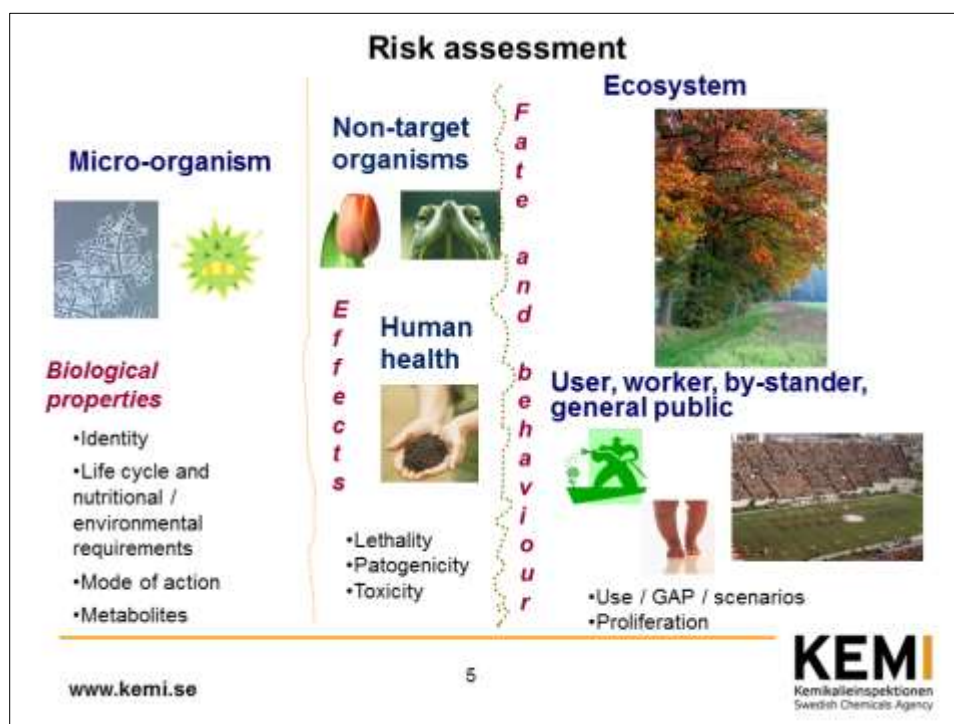 Risk assessment
Micro-organism
Biological
properties
•Identity
•Life cycle and
nutritional /
environmental
requirements
•Mode of action
•Metabolites
Non-target
organisms
Effects
Human
health
•Lethality
•Patogenicity
•Toxicity
Fate and behaviour
Ecosystem
User, worker, by-stander,
general public
•Use / GAP / scenarios
•Proliferation
www.kemi.se
5
KEMI
Kemikalieinspektionen
Swedish Chemicals Agency